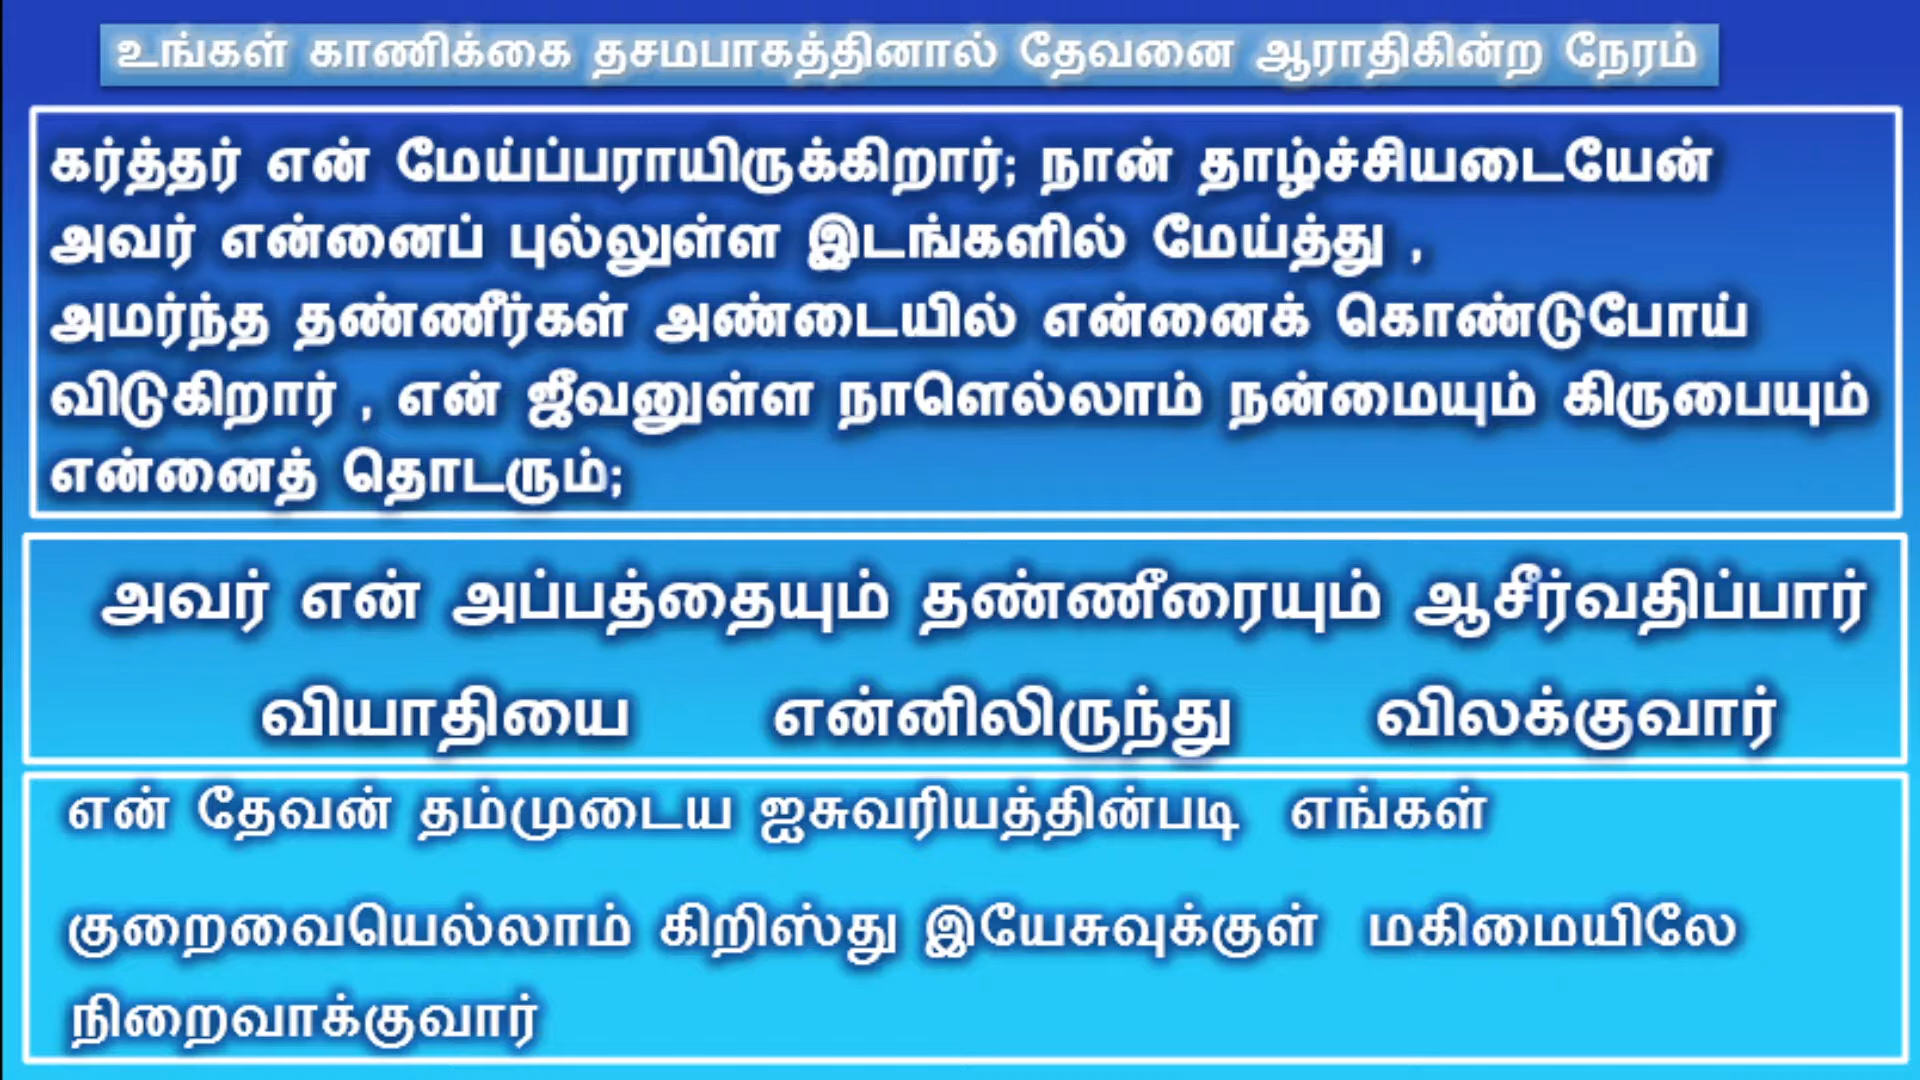 உங்கள் காணிக்கை தசமபாகத்தினால் தேவனை ஆராதிகின்ற நேரம்
கர்த்தர் என் மேய்ப்பராயிருக்கிறார்; நான் தாழ்ச்சியடையேன்
அவர் என்னைப் புல்லுள்ள இடங்களில் மேய்த்து ,
அமர்ந்த தண்ணீர்கள் அண்டையில் என்னைக் கொண்டுபோய்
விடுகிறார் , என் ஜீவனுள்ள நாளெல்லாம் நன்மையும் கிருபையும்
என்னைத் தொடரும்;
அவர் என் அப்பத்தையும் தண்ணீரையும் ஆசீர்வதிப்பார்
வியாதியை என்னிலிருந்து விலக்குவார்
என் தேவன் தம்முடைய ஐசுவரியத்தின்படி எங்கள்
குறைவையெல்லாம் கிறிஸ்து இயேசுவுக்குள் மகிமையிலே
நிறைவாக்குவார்